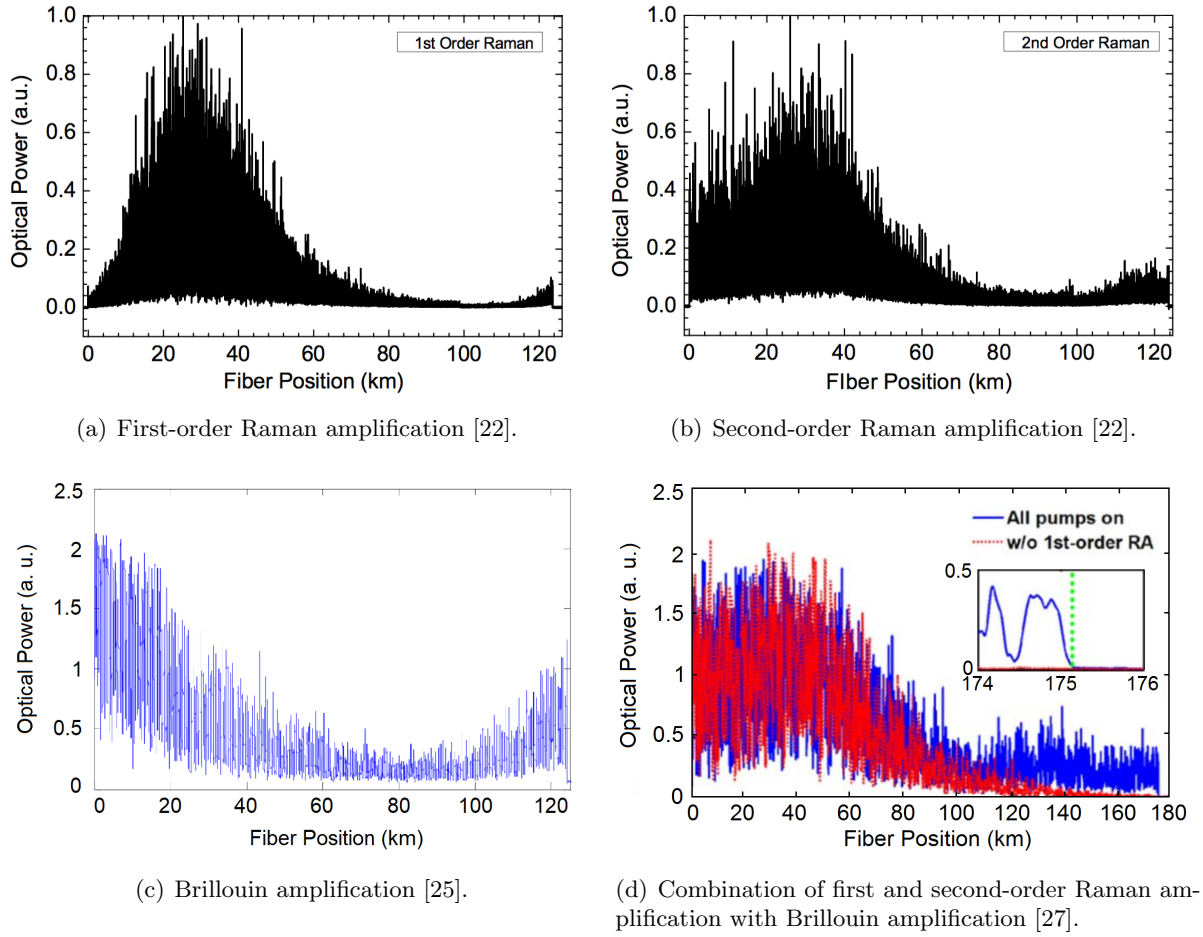 1.0
0.8
0.6
0.4
0.2
0.0
Optical Power (a.u.)
1st Order Raman
0 20 40 60 80 100 120
Fiber Position (km)
(a) First-order Raman amplification [22].
1.0
0.8
0.6
0.4
0.2
0.0
Optical Power (a.u.)
2nd Order Raman
0 20 40 60 80 100 120
FIber Position (km)
(b) Second-order Raman amplification [22].
2.5
2
1.5
1
0.5
0
Optical Power (a. u.)
0 20 40 60 80 100 120
Fiber Position (km)
(c) Brillouin amplification [25].
2.5
2
1.5
1
0.5
0
Optical Power (a.u.)
All pumps on
w/o 1st-order RA
0.5
0
174 175 176
0 20 40 60 80 100 120 140 160 180
Fiber Position (km)
(d) Combination of first and second-order Raman am-
plification with Brillouin amplification [27].